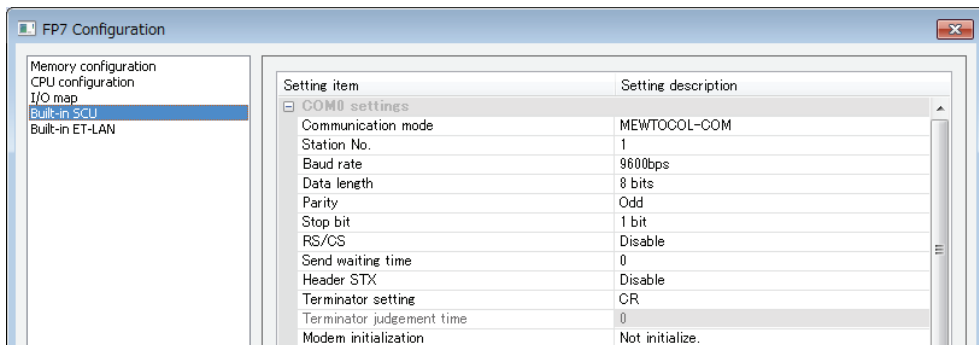 FP7 Configuration
Memory configuration
CPU configuration
I/O map
Built-in SCU
Built-in ET-LAN
Setting item Setting description
COM0 settings
Communication mode MEWTOCOL-COM
Station No. 1
Baud rate 9600bps
Data length 8 bits
Parity Odd
Stop bit 1 bit
RS/CS Disable
Send waiting time 0
Header STX Disable
Terminator setting CR
Terminator judgement time 0
Modem initialization Not initialize.